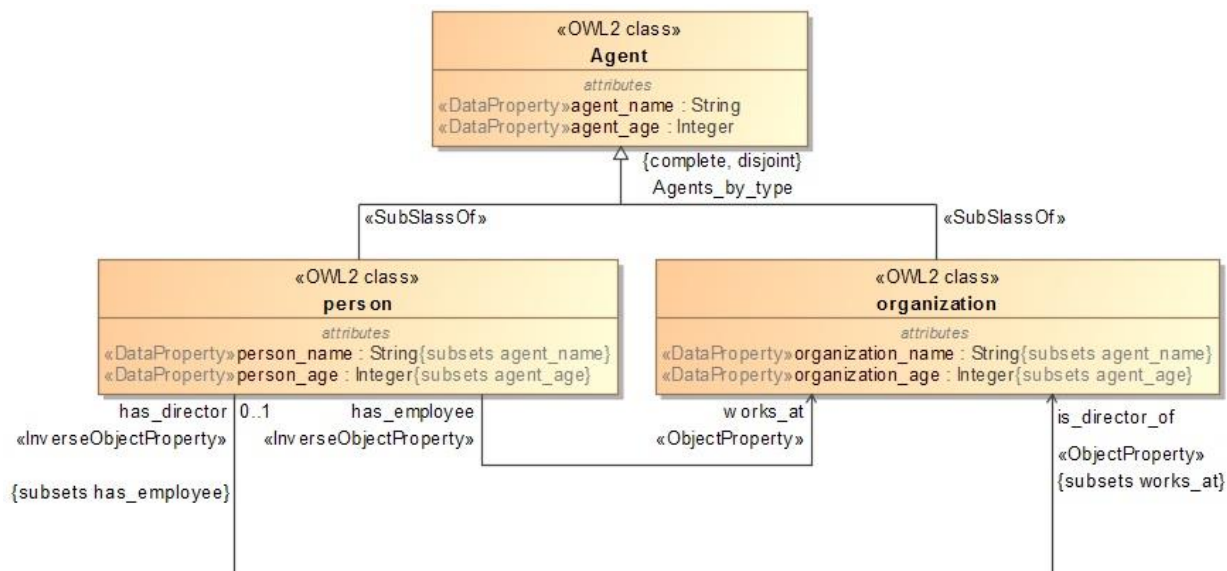 «OWL2 class»
Agent
attributes
«DataProperty»agent_name : String
«DataProperty»agent_age : Integer
{complete, disjoint}
Agents_by_type
«SubSlassOf»
«SubSlassOf»
«OWL2 class»
person
attributes
«DataProperty»person_name : String{subsets agent_name}
«DataProperty»person_age : Integer{subsets agent_age}
«OWL2 class»
organization
attributes
«DataProperty»organization_name : String{subsets agent_name}
«DataProperty»organization_age : Integer{subsets agent_age}
has_director 0..1
«InverseObjectProperty»
{subsets has_employee}
has_employee
«InverseObjectProperty»
works_at
«ObjectProperty»
is_director_of
«ObjectProperty»
{subsets works_at}